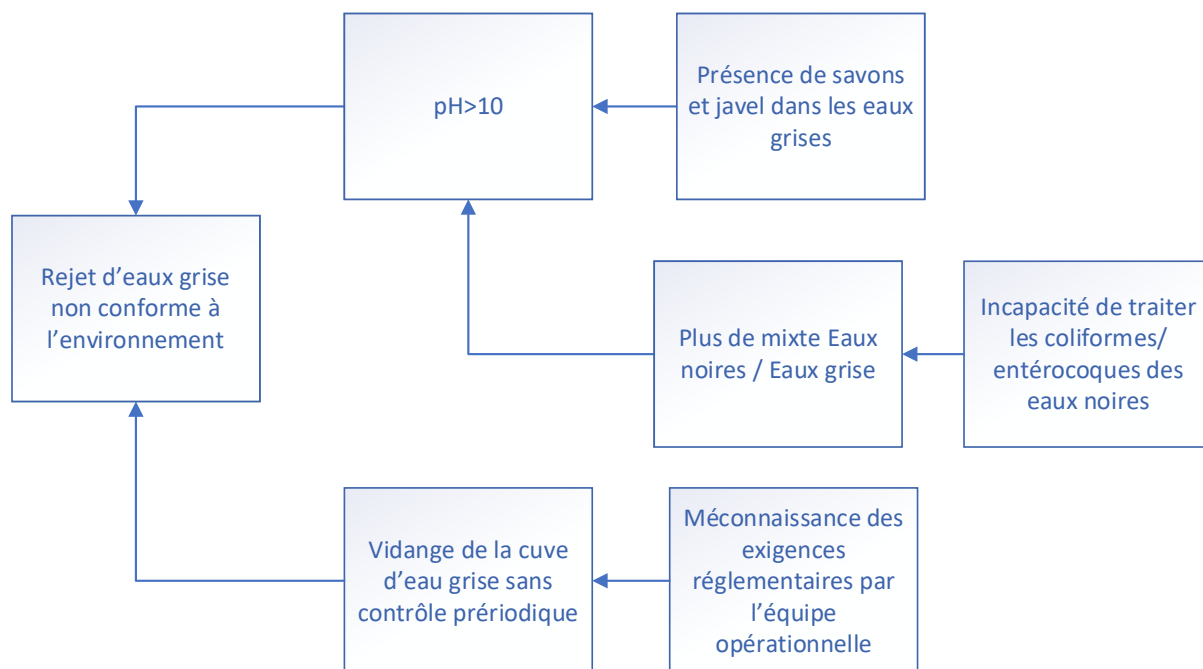 pH>10
Présence de savons
et javel dans les eaux
grises
Rejet d’eaux grise
non conforme à
l’environnement
Plus de mixte Eaux
noires / Eaux grise
Incapacité de traiter
les coliformes/
entérocoques des
eaux noires
Vidange de la cuve
d’eau grise sans
contrôle prériodique
Méconnaissance des
exigences
réglementaires par
l’équipe
opérationnelle